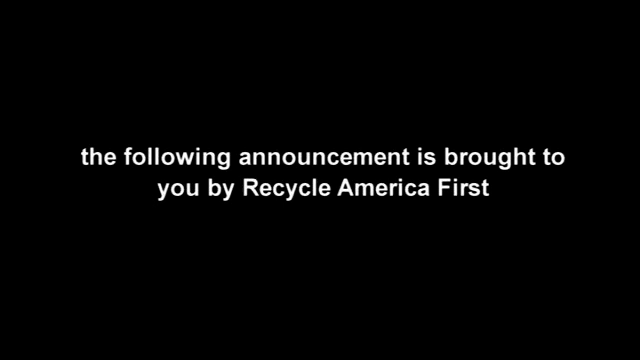 the following announcement is brought to
you by Recycle America First